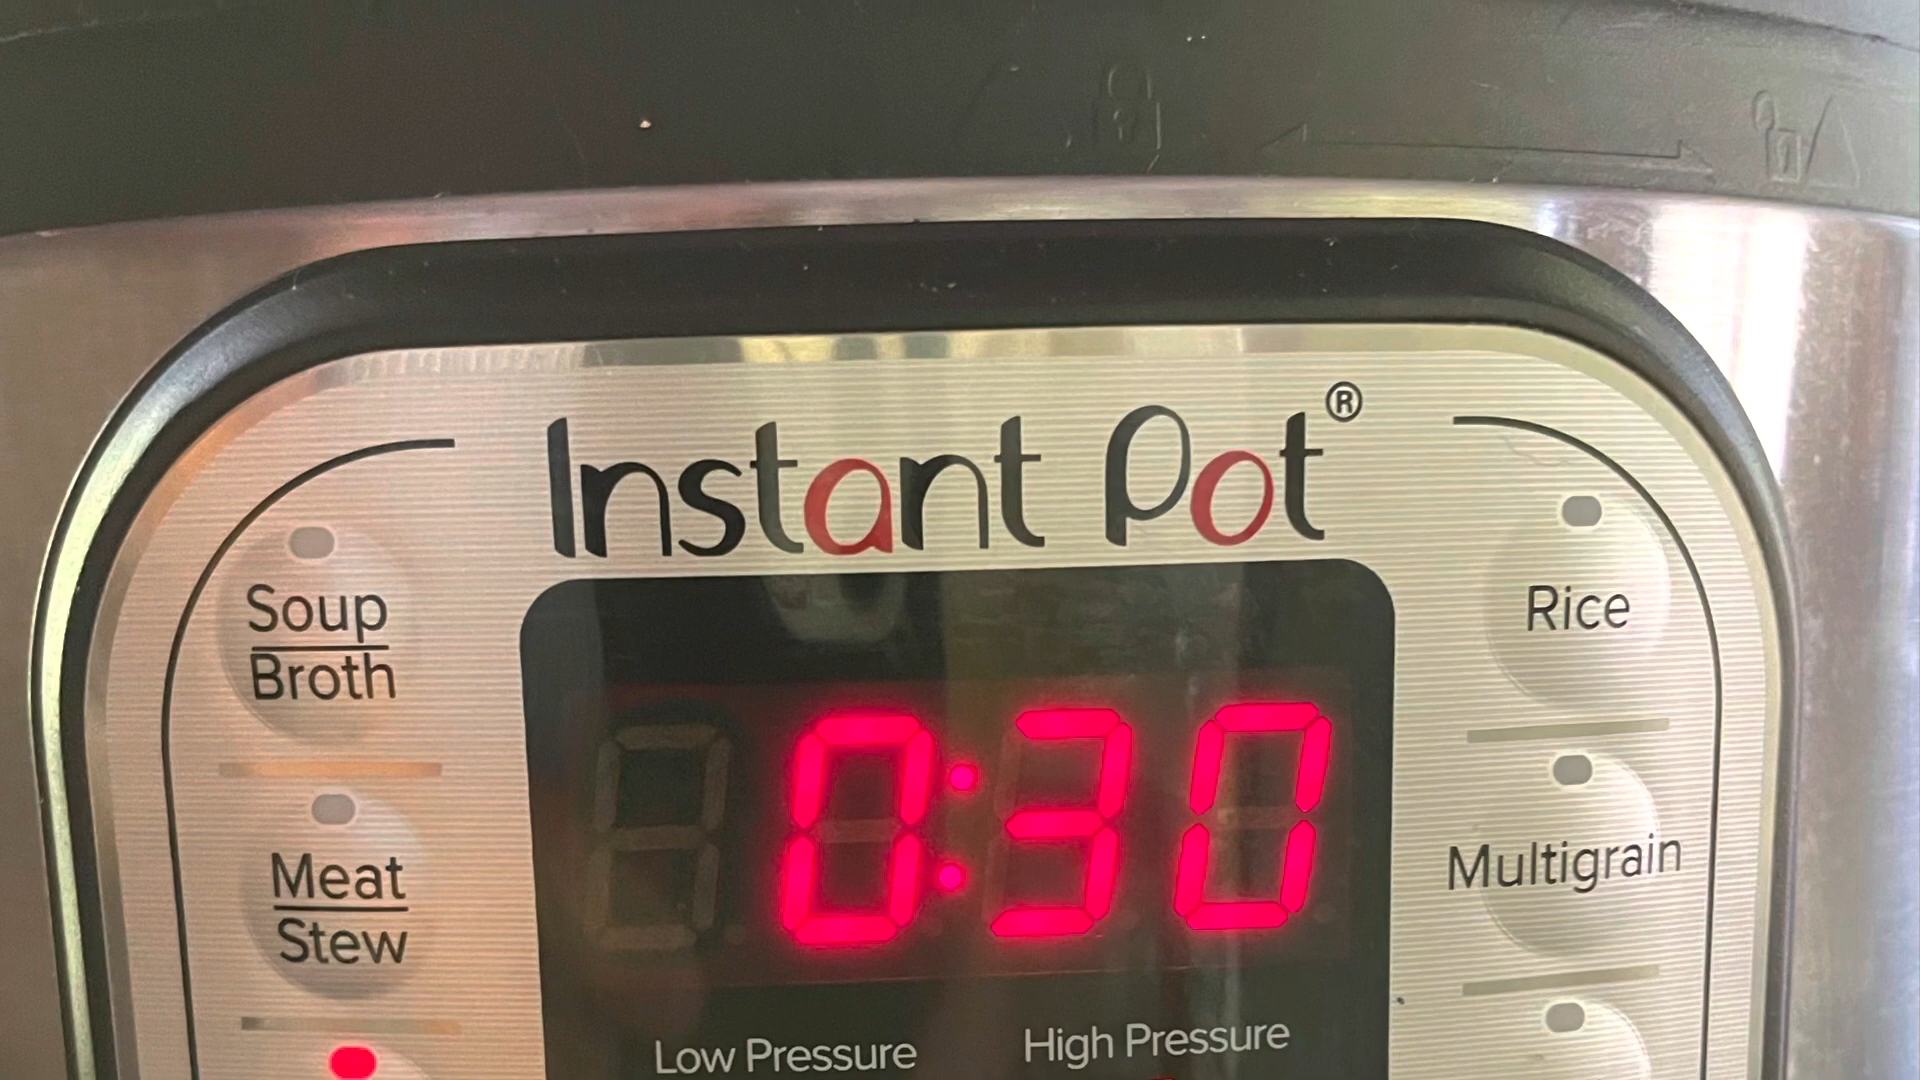 Instant Pot®
Soup
Broth
Rice
0:30
Meat
Stew
Multigrain
Low Pressure
High Pressure